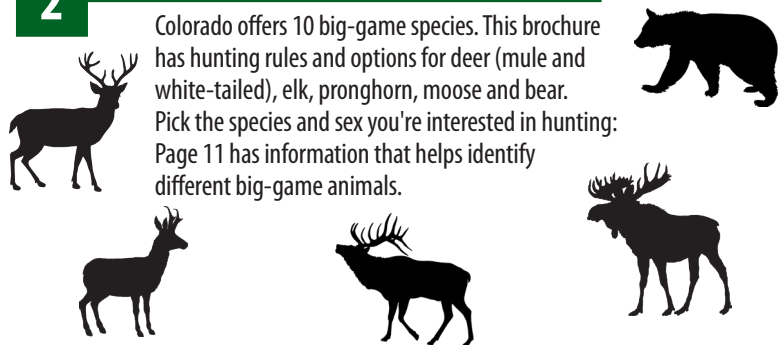 2
Colorado offers 10 big-game species. This brochure
has hunting rules and options for deer (mule and
white-tailed), elk, pronghorn, moose and bear.
Pick the species and sex you're interested in hunting:
Page 11 has information that helps identify
different big-game animals.